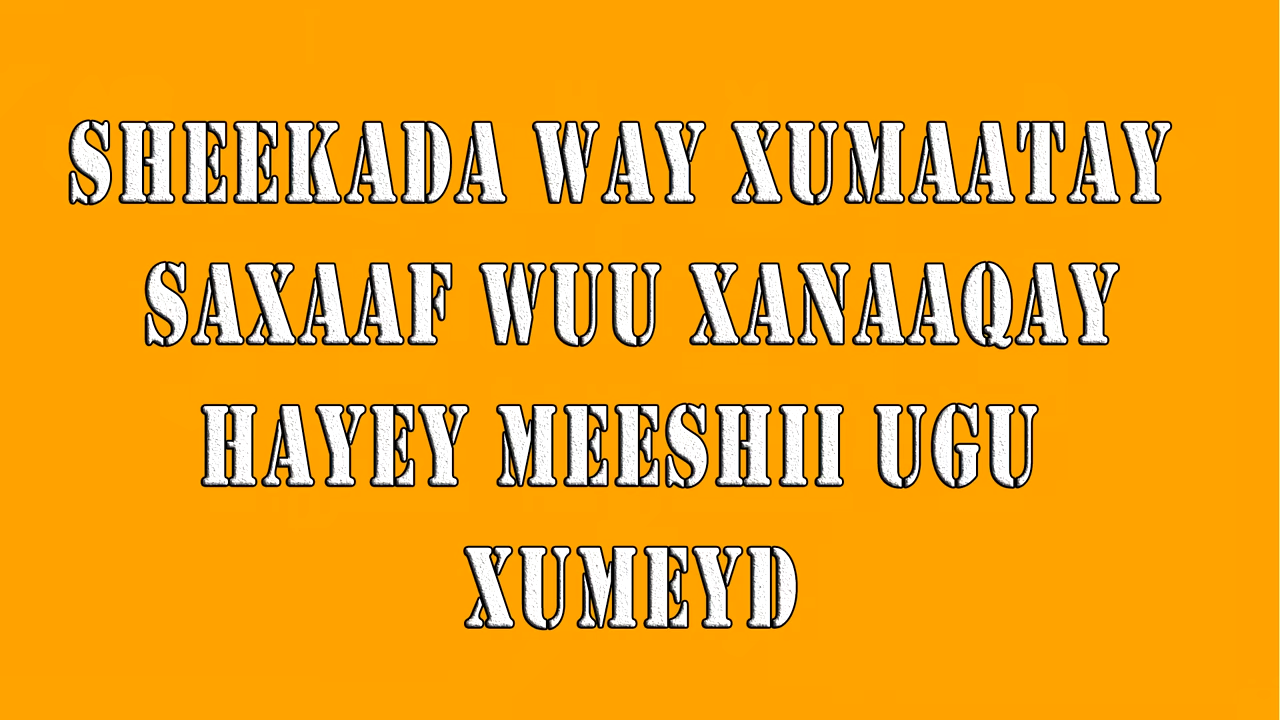 SHEEKADA WAY XUMAATAY
SAXAAF WUU XANAAQAY
HAYEY MEESHII UGU
XUMEYD